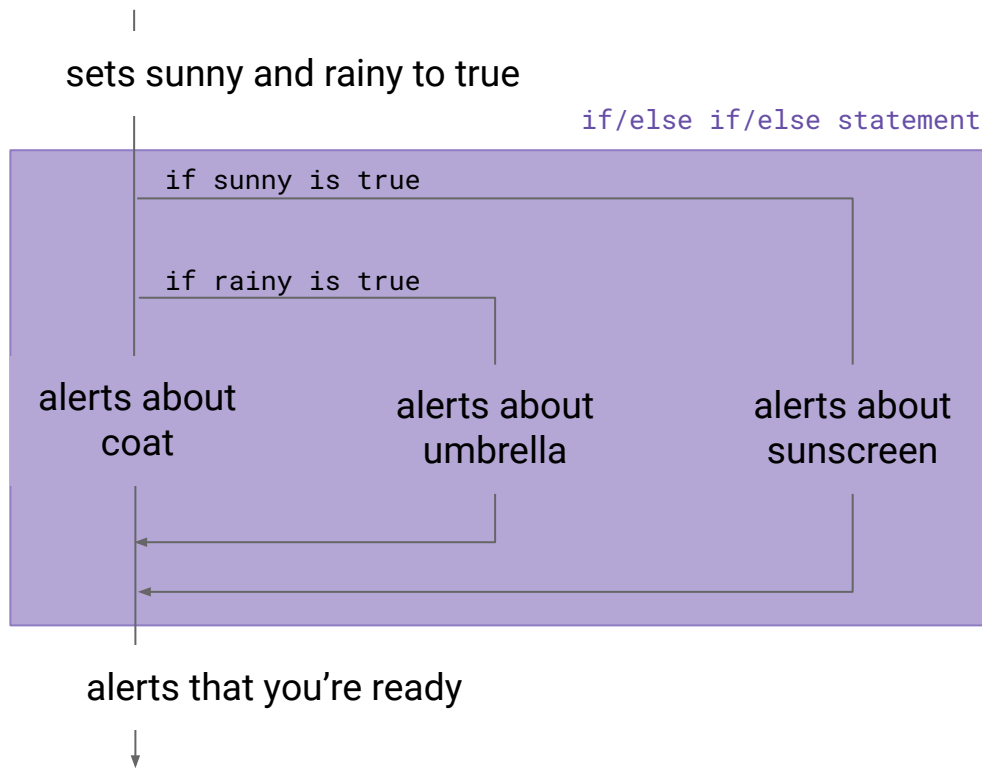 sets sunny and rainy to true
if/else if/else statement
if sunny is true
if rainy is true
alerts about
coat
alerts about
umbrella
alerts about
sunscreen
alerts that you’re ready